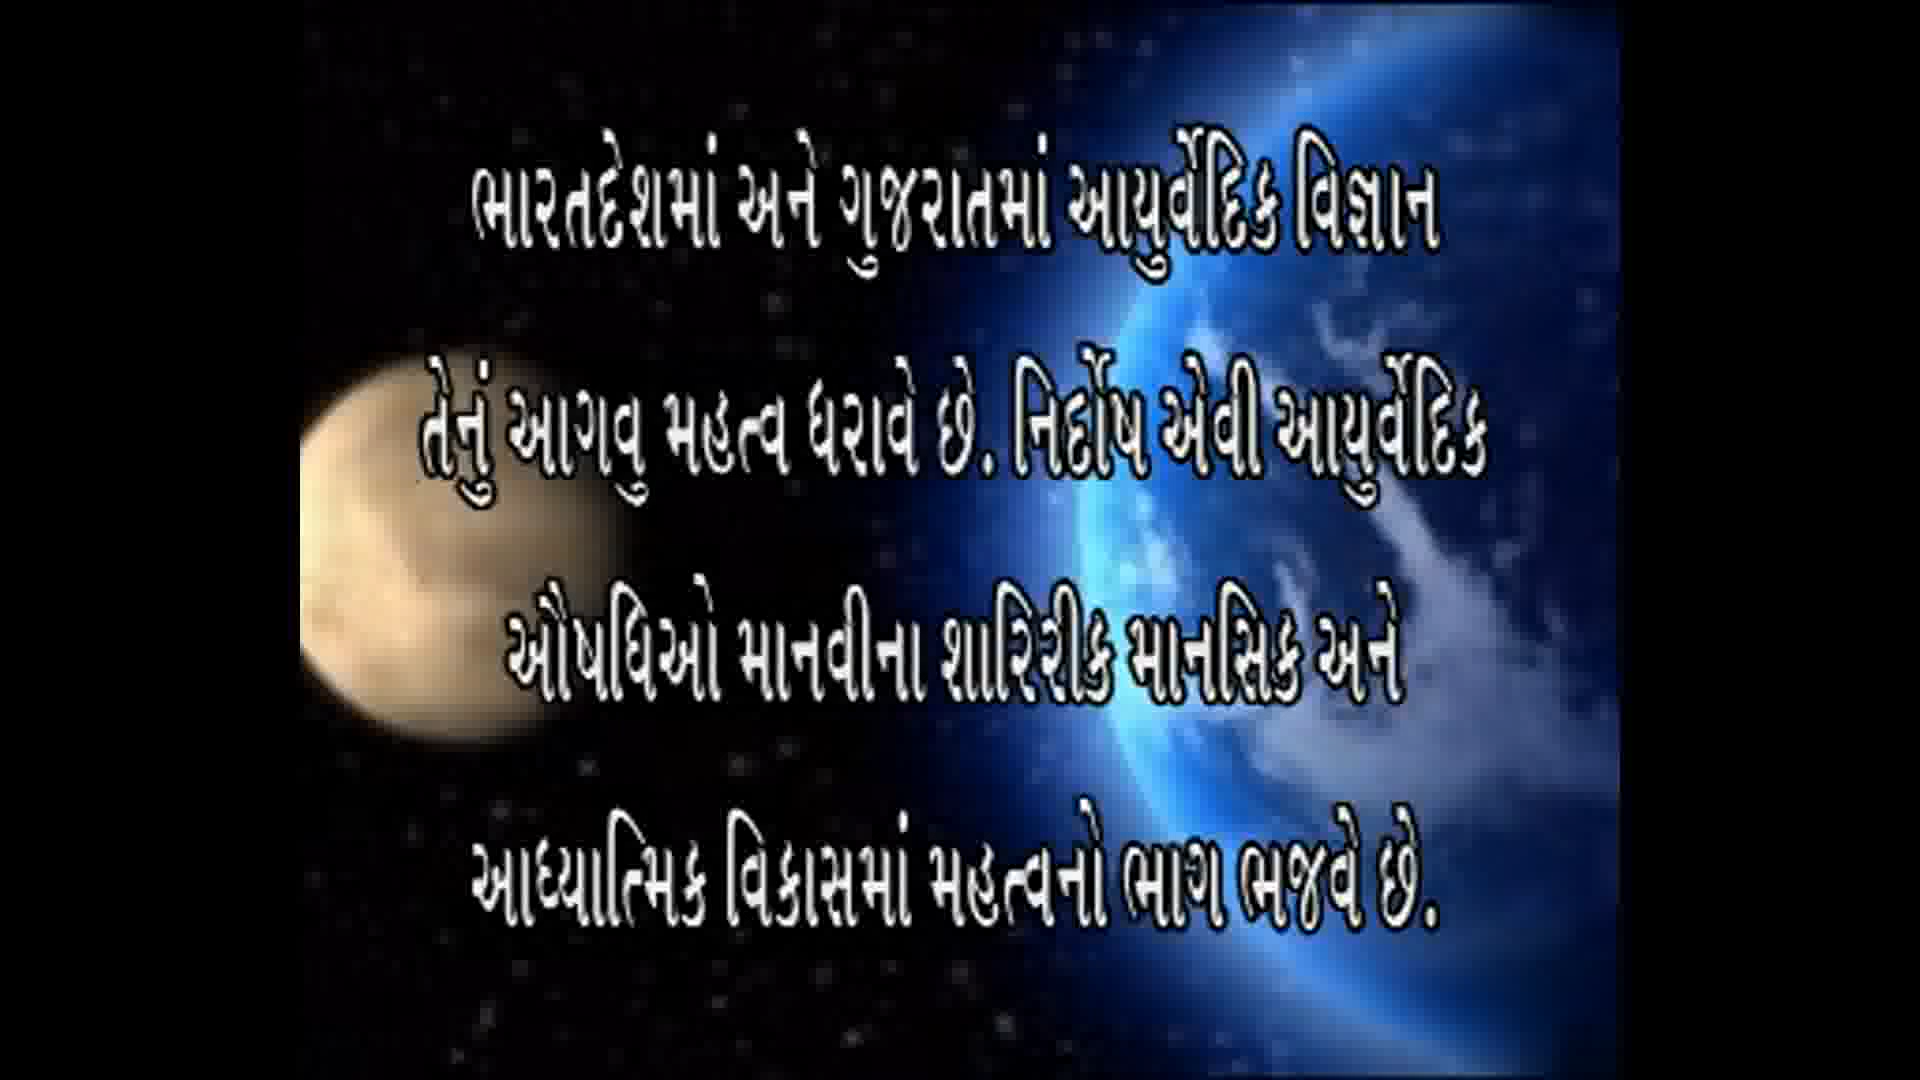 ભારતદેશમાં અને ગુજરાતમાં આયુર્વેદિક વિજ્ઞાન
તેનું આગવુ મહત્વ ધરાવે છે. નિર્દોષ એવી આયુર્વેદિક
ઔષધિઓ માનવીના શારિરીક માનસિક અને
આધ્યાત્મિક વિકાસમાં મહત્વનો ભાગ ભજવે છે.